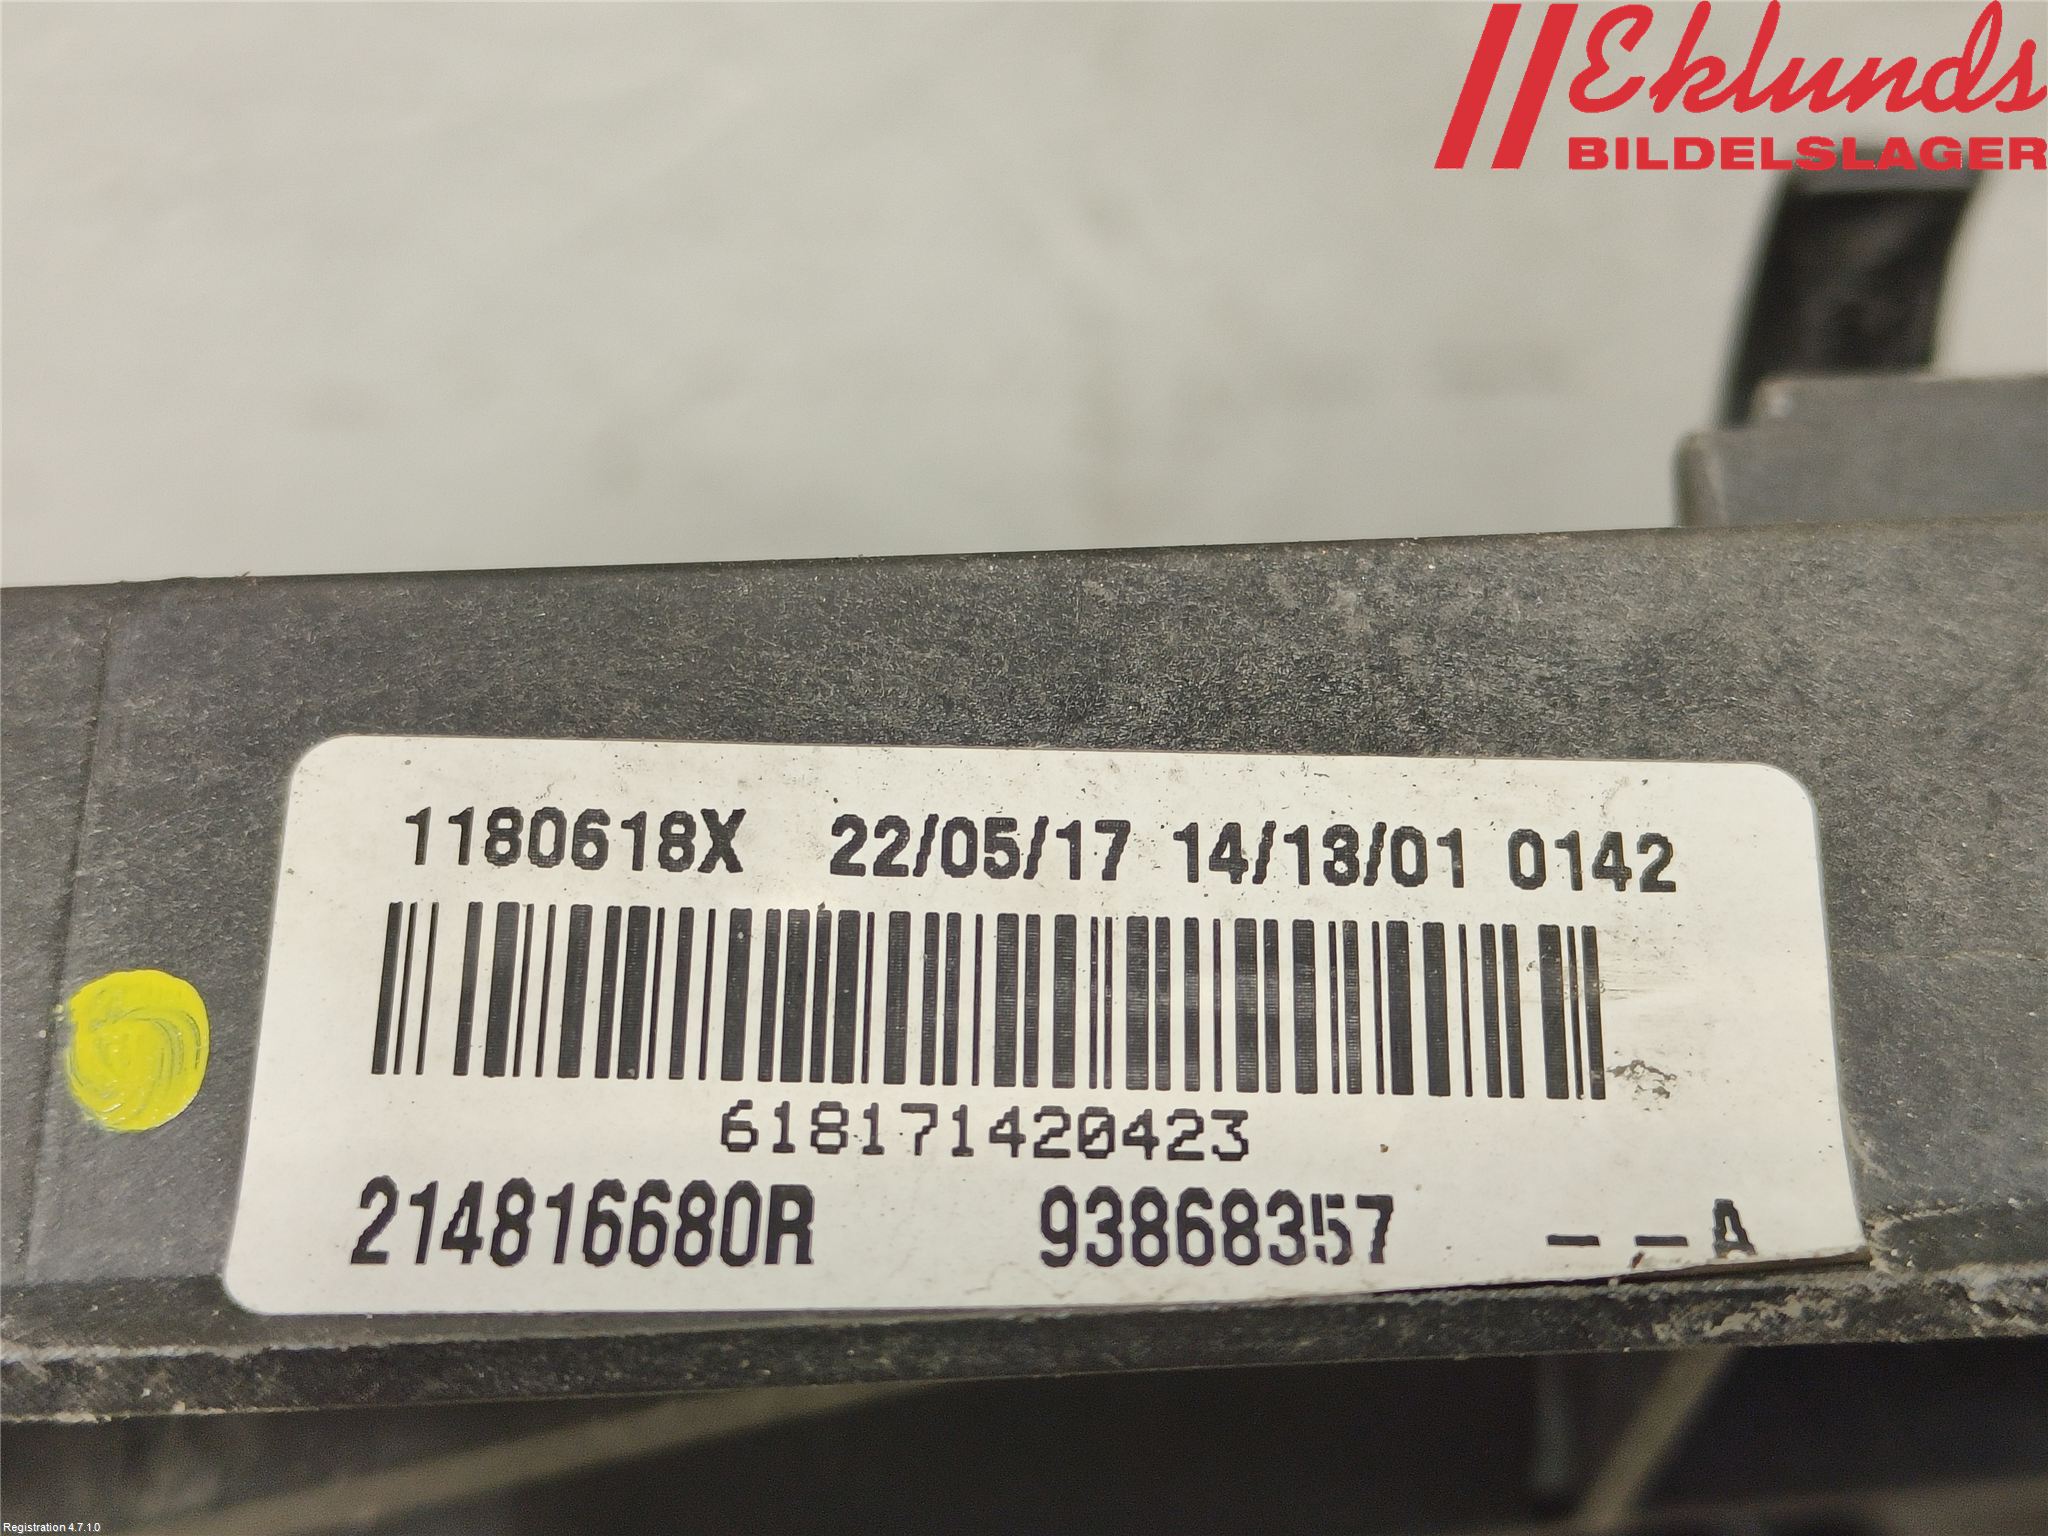 Eklunds
BILDELSLAGER
1180618X 22/05/17 14/13/01 0142
618171420423
214816680R 93868357 - - A
Registration 4.7.1.0